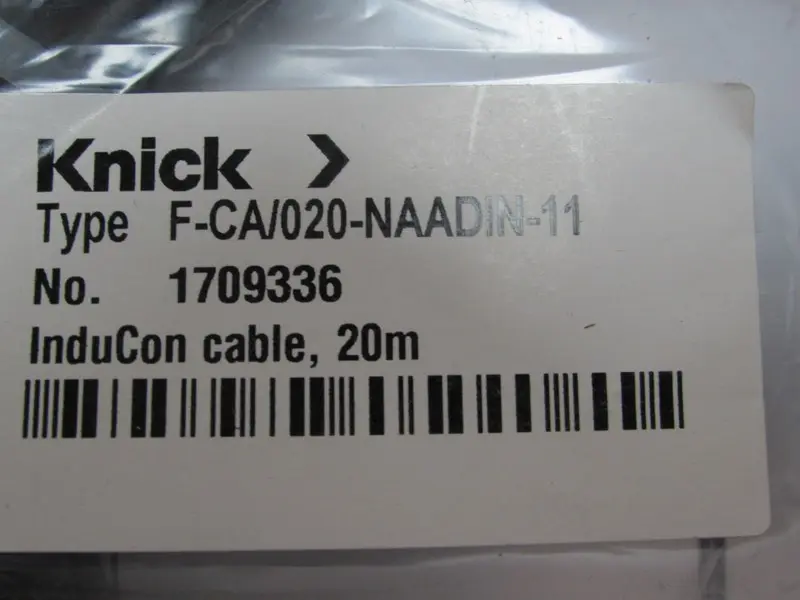 Knick >
Type F-CA/020-NAADIN-11
No. 1709336
InduCon cable, 20m